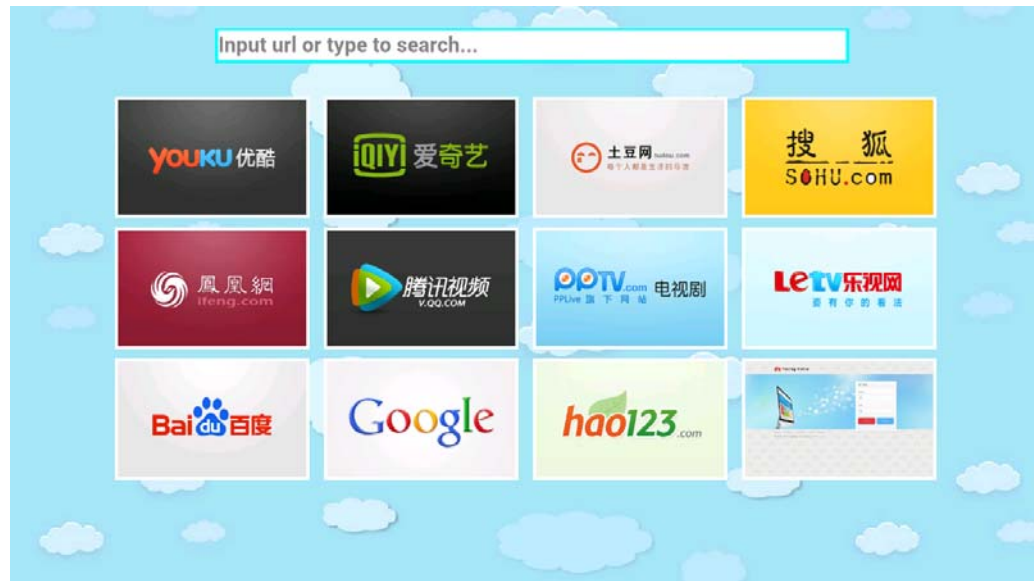 Input url or type to search...
YOUKU 优酷
iQIYI 爱奇艺
土豆网 tudou.com
每个人都是生活的导演
搜 狐
SOHU.com
鳳凰網
ifeng.com
腾讯视频
V.QQ.COM
PPTV.com 电视剧
PPLive 旗下网站
Letv乐视网
要有你的看法
Bai du 百度
Google
hao123.com